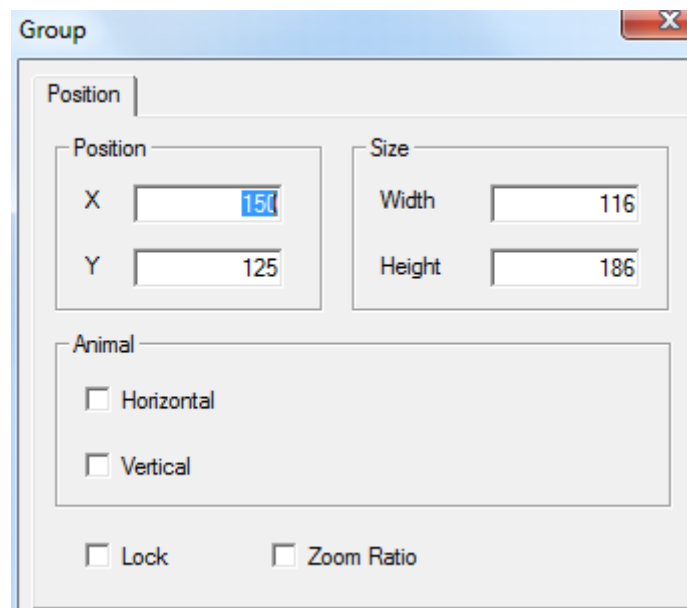 Group
Position
Position
X 150
Y 125
Size
Width 116
Height 186
Animal
Horizontal
Vertical
Lock Zoom Ratio